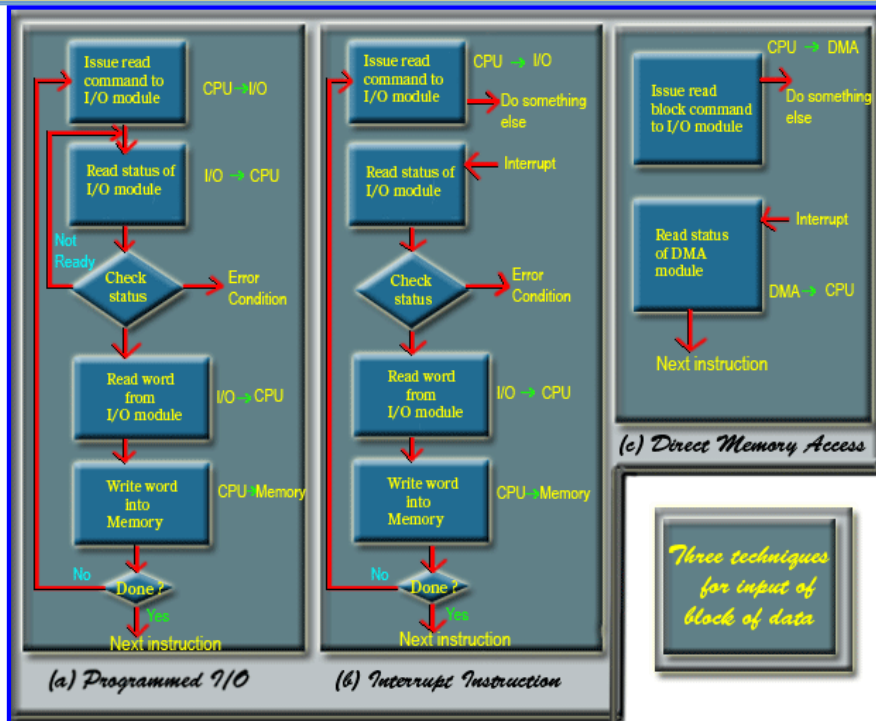 Issue read
command to
I/O module
CPU→I/O
Read status of
I/O module
I/O → CPU
Not
Ready
Check
status
Error
Condition
Read word
from
I/O module
I/O→CPU
Write word
into
Memory
CPU→Memory
No
Done ?
Yes
Next instruction
(a) Programmed I/O
Issue read
command to
I/O module
CPU → I/O
Do something
else
Read status of
I/O module
Interrupt
Check
status
Error
Condition
Read word
from
I/O module
I/O → CPU
Write word
into
Memory
CPU→Memory
No
Done ?
Yes
Next instruction
(b) Interrupt Instruction
CPU → DMA
Issue read
block command
to I/O module
Do something
else
Interrupt
Read status
of DMA
module
DMA → CPU
Next instruction
(c) Direct Memory Access
Three techniques
for input of
block of data